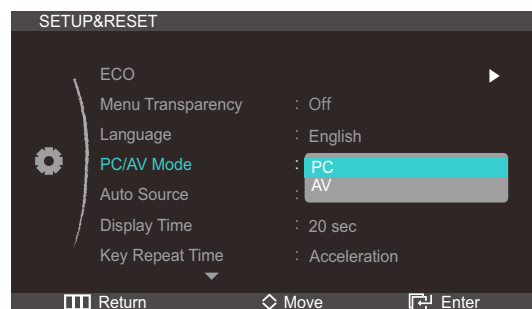 SETUP&RESET
ECO
Menu Transparency : Off
Language : English
PC/AV Mode : PC
AV
Auto Source :
Display Time : 20 sec
Key Repeat Time : Acceleration
Return Move Enter